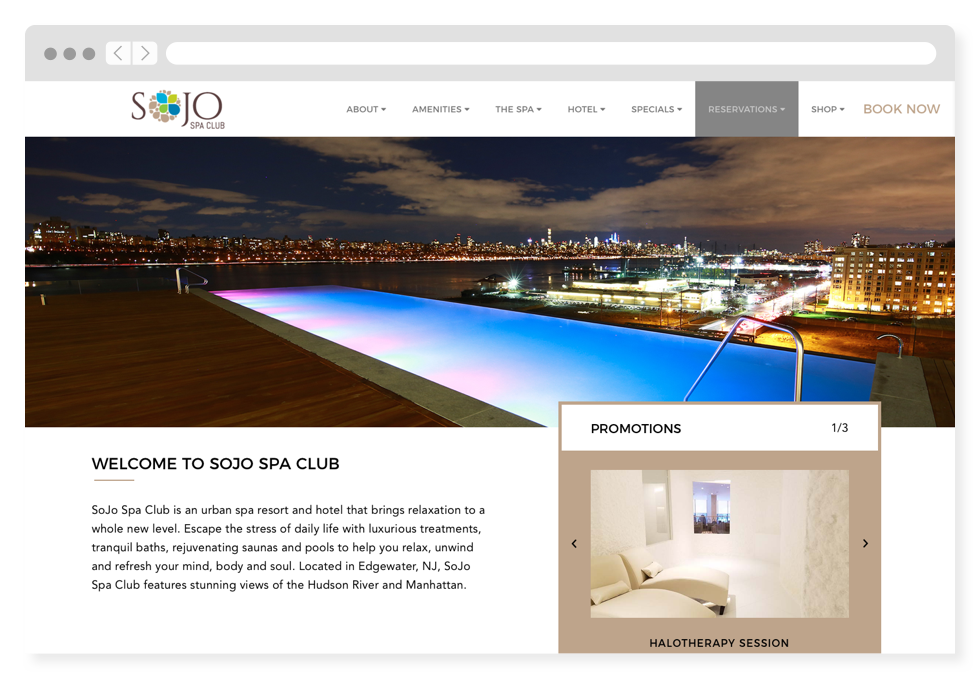 SOJO
SPA CLUB
ABOUT AMENITIES THE SPA HOTEL SPECIALS RESERVATIONS SHOP BOOK NOW
PROMOTIONS 1/3
WELCOME TO SOJO SPA CLUB
SoJo Spa Club is an urban spa resort and hotel that brings relaxation to a
whole new level. Escape the stress of daily life with luxurious treatments,
tranquil baths, rejuvenating saunas and pools to help you relax, unwind
and refresh your mind, body and soul. Located in Edgewater, NJ, SoJo
Spa Club features stunning views of the Hudson River and Manhattan.
HALOTHERAPY SESSION